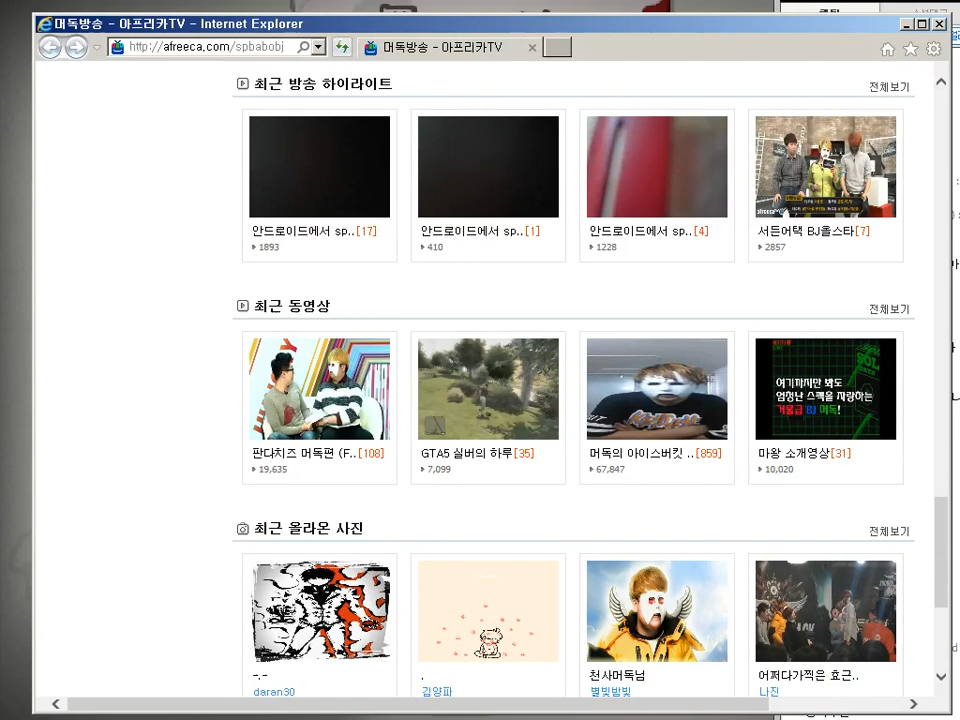 머독방송 - 아프리카TV - Internet Explorer
http://afreeca.com/spbabobj
머독방송 - 아프리카TV
최근 방송 하이라이트
전체보기
안드로이드에서 sp..[17]
안드로이드에서 sp..[1]
안드로이드에서 sp..[4]
서든어택 BJ올스타[7]
1893
410
1228
2857
최근 동영상
전체보기
여기까지만 봐도
엄청난 스펙을 자랑하는
거물급 BJ 머독!
판다치즈 머독편 (F..[108]
GTA5 실버의 하루[35]
머독의 아이스버킷 ..[859]
마왕 소개영상[31]
19,635
7,099
67,847
10,020
최근 올라온 사진
전체보기
-.-
.
천사머독님
어쩌다가찍은 효근..
daran30
김양파
별빛밤빛
나진